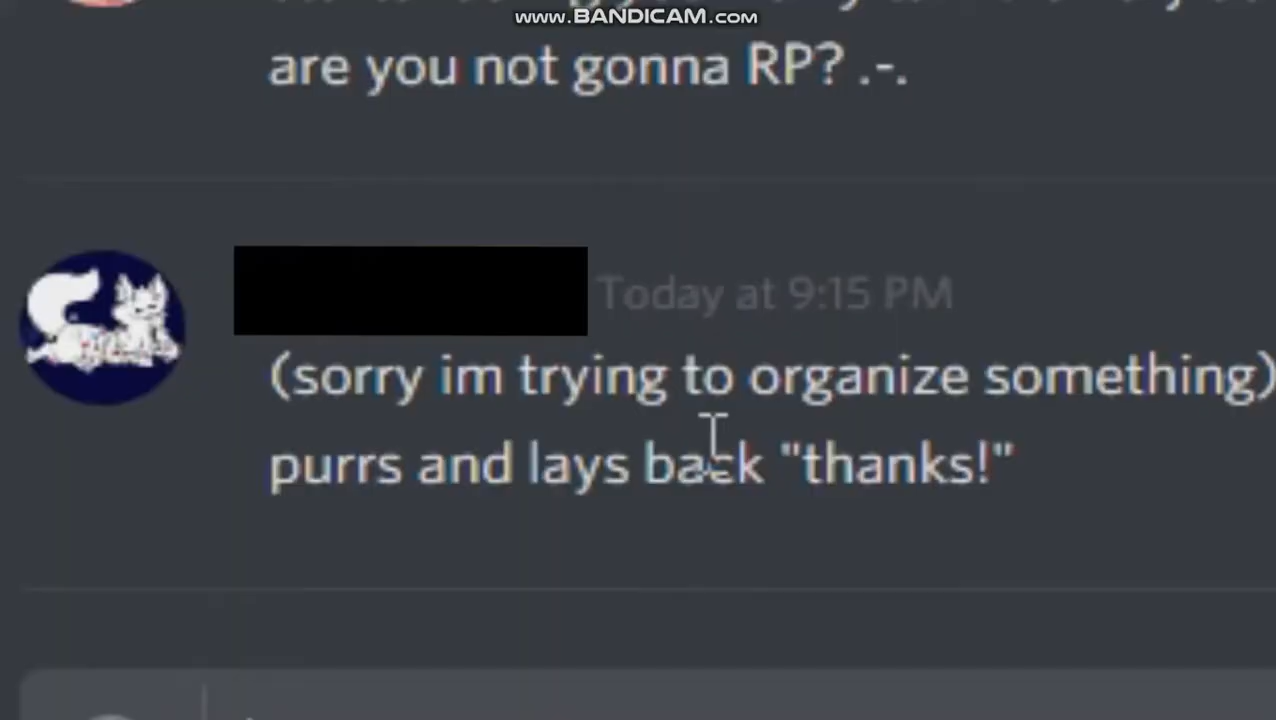 www.BANDICAM.com
are you not gonna RP? .-.
Today at 9:15 PM
(sorry im trying to organize something)
purrs and lays back "thanks!"